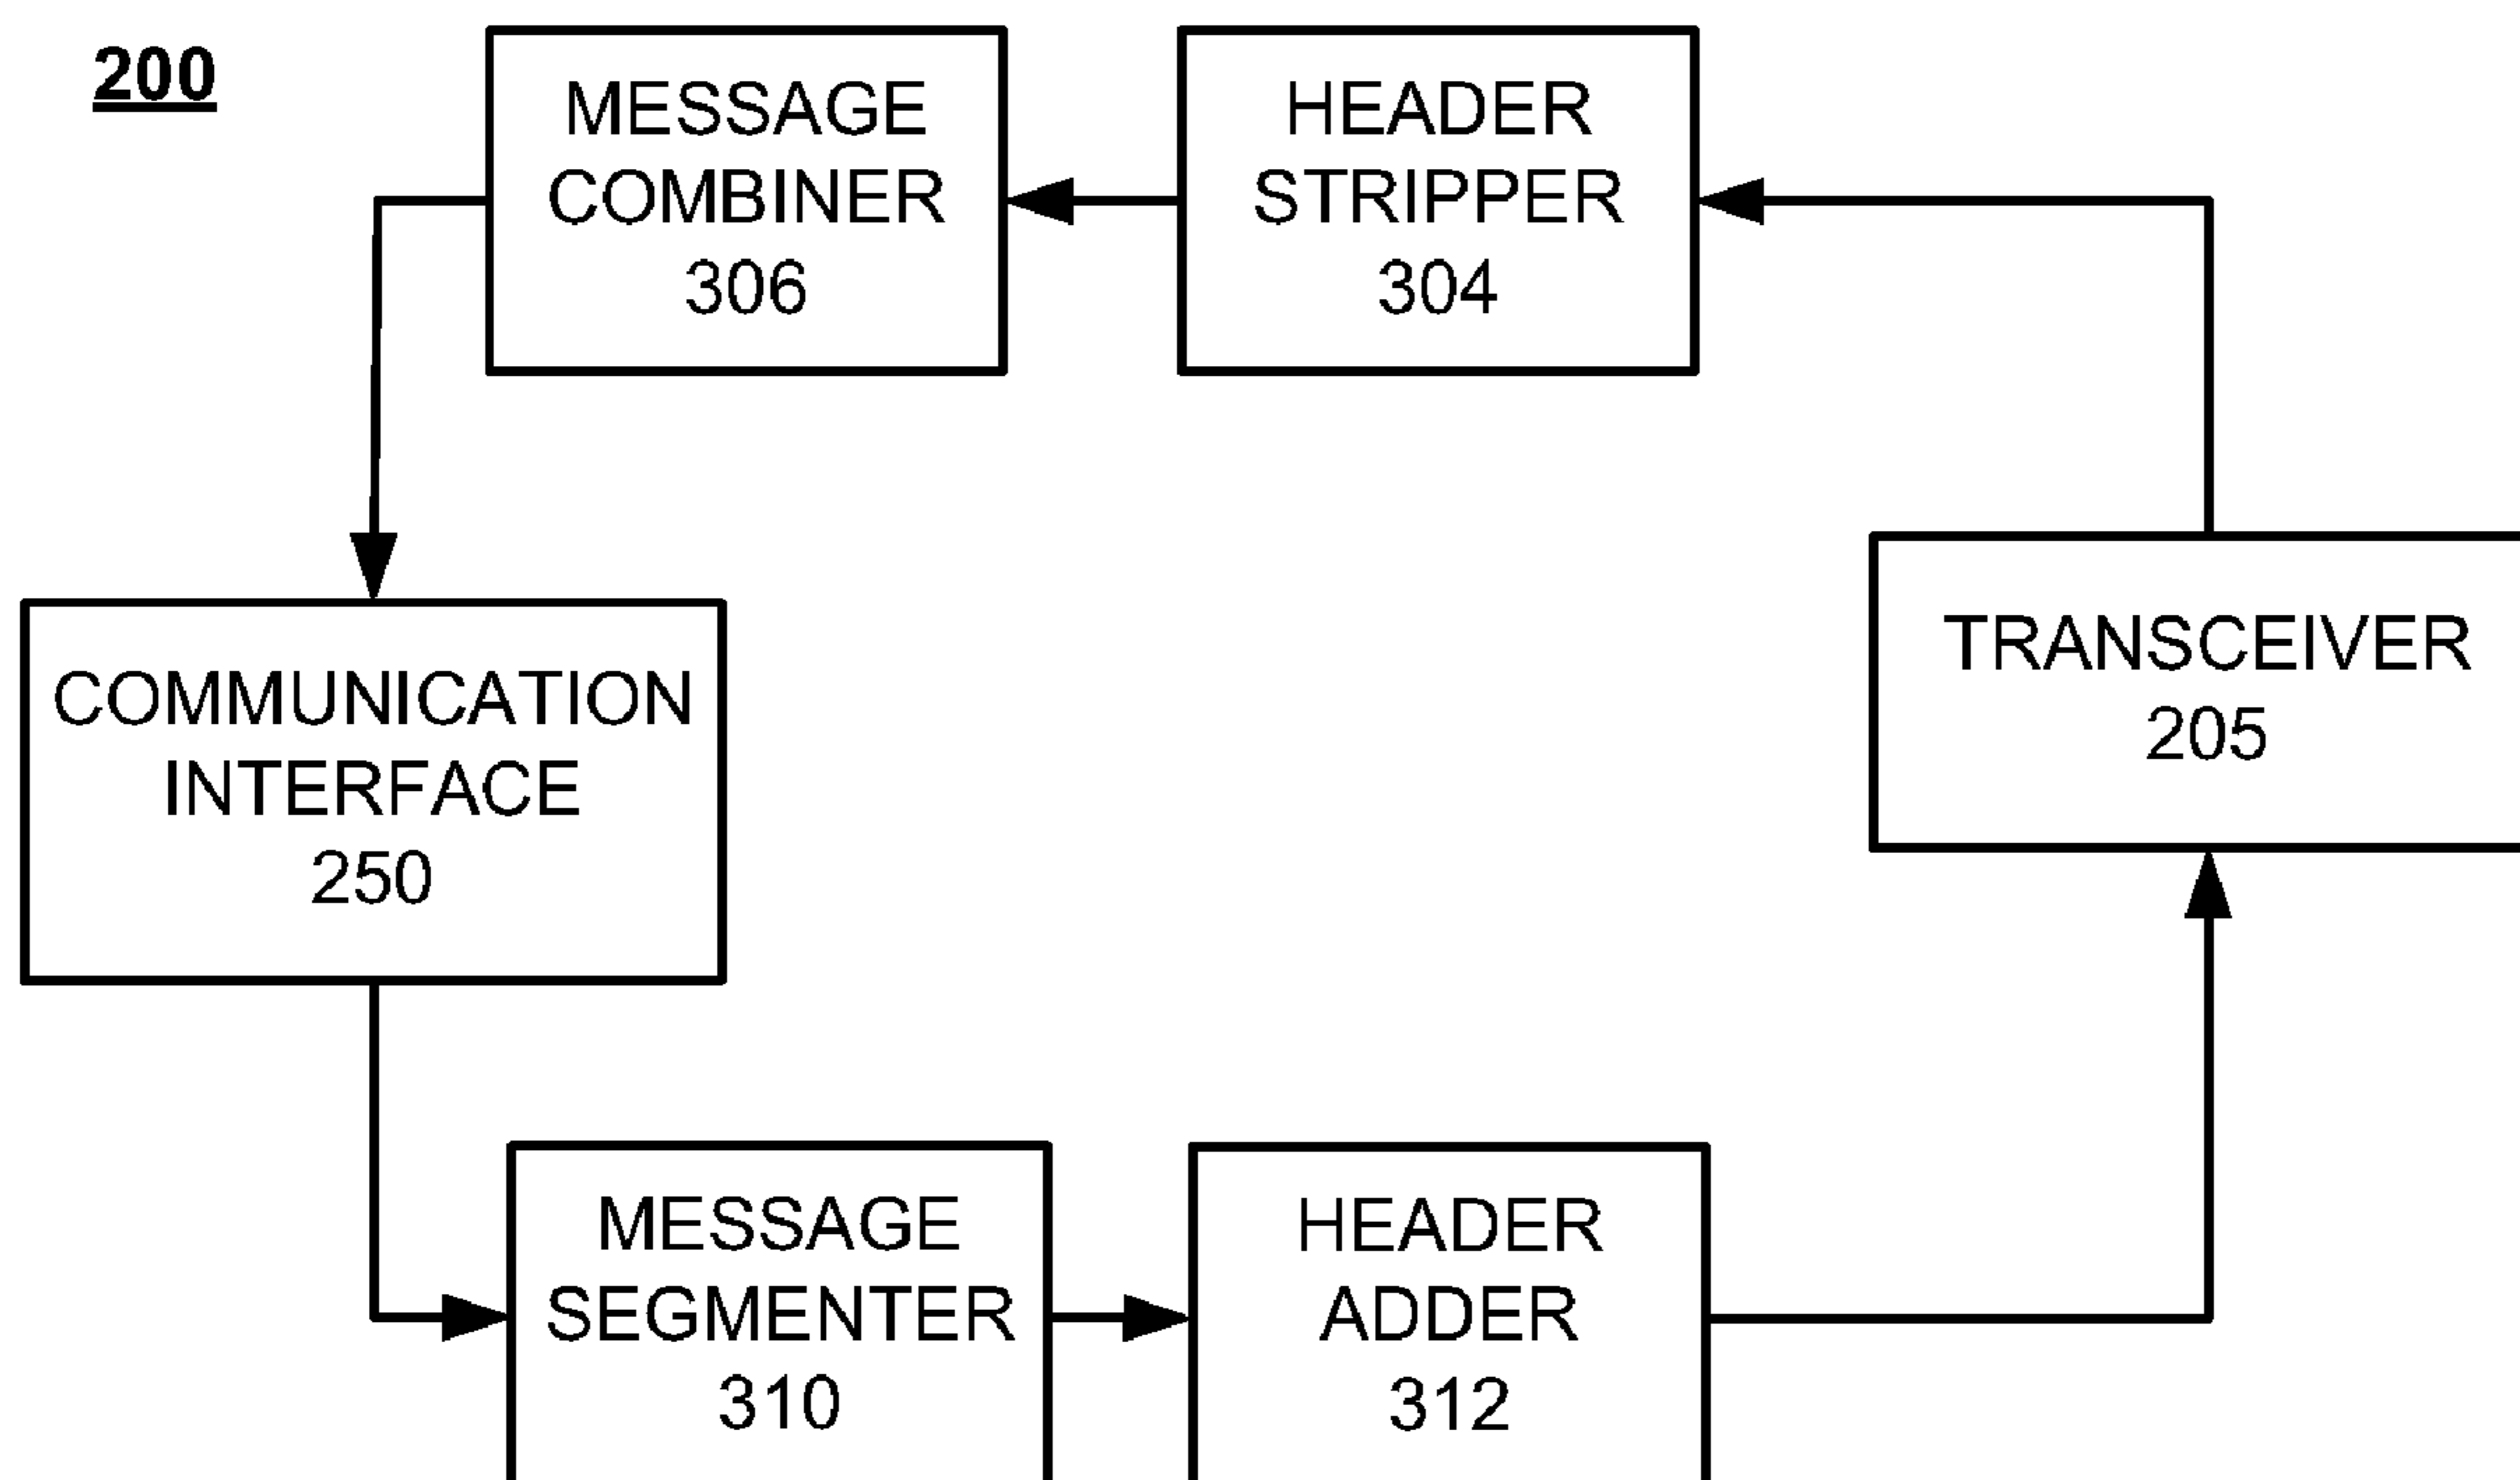 200
MESSAGE
COMBINER
306
HEADER
STRIPPER
304
COMMUNICATION
INTERFACE
250
TRANSCEIVER
205
MESSAGE
SEGMENTER
310
HEADER
ADDER
312